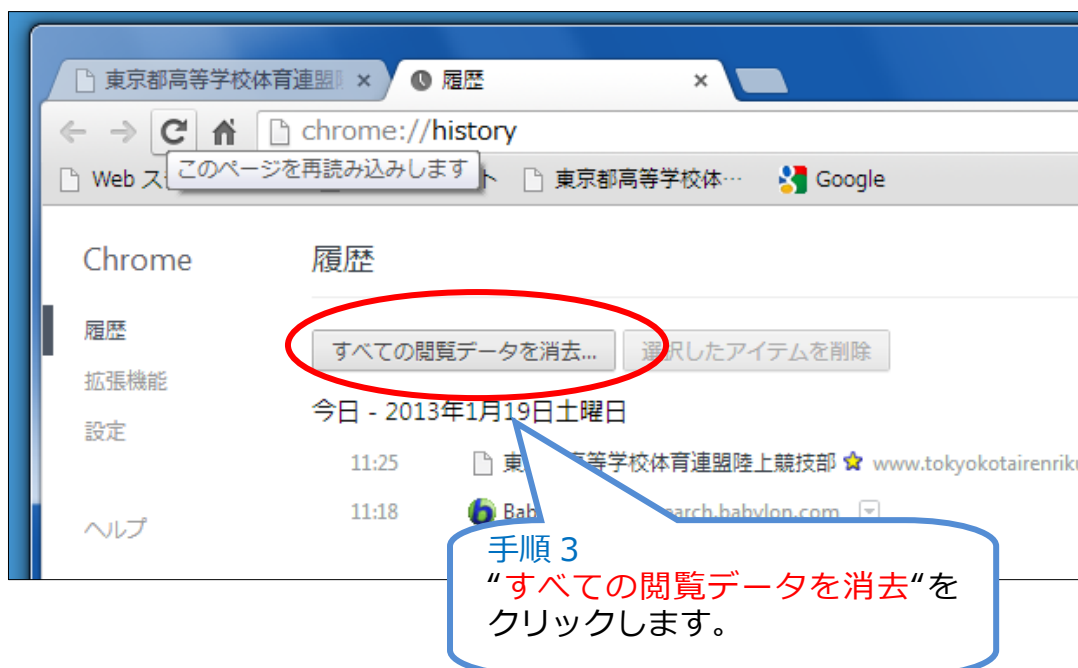 東京都高等学校体育連盟
履歴
chrome://history
このページを再読み込みします
Web ス ト 東京都高等学校体… Google
Chrome
履歴
履歴
拡張機能
設定
ヘルプ
すべての閲覧データを消去... 選択したアイテムを削除
今日 - 2013年1月19日土曜日
11:25 東 等学校体育連盟陸上競技部 www.tokyokotairenriku
11:18 Bab earch.babylon.com
手順 3
“すべての閲覧データを消去“を
クリックします。